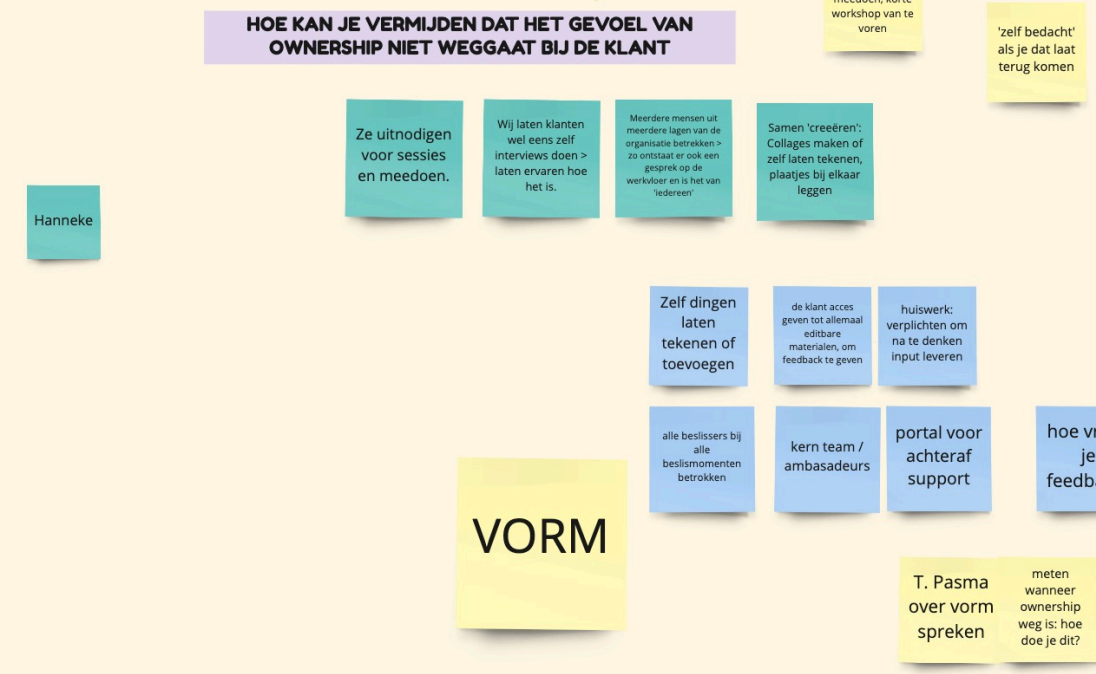 HOE KAN JE VERMIJDEN DAT HET GEVOEL VAN
OWNERSHIP NIET WEGGAAT BIJ DE KLANT
workshop van te
voren
'zelf bedacht'
als je dat laat
terug komen
Ze uitnodigen
voor sessies
en meedoen.
Wij laten klanten
wel eens zelf
interviews doen >
laten ervaren hoe
het is.
Meerdere mensen uit
meerdere lagen van de
organisatie betrekken >
zo ontstaat er ook een
gesprek op de
werkvloer en is het van
'iedereen'
Samen 'creeëren':
Collages maken of
zelf laten tekenen,
plaatjes bij elkaar
leggen
Hanneke
Zelf dingen
laten
tekenen of
toevoegen
de klant acces
geven tot allemaal
editbare
materialen, om
feedback te geven
huiswerk:
verplichten om
na te denken
input leveren
alle beslissers bij
alle
beslismomenten
betrokken
kern team /
ambasadeurs
portal voor
achteraf
support
hoe
je
VORM
T. Pasma
over vorm
spreken
meten
wanneer
ownership
weg is: hoe
doe je dit?